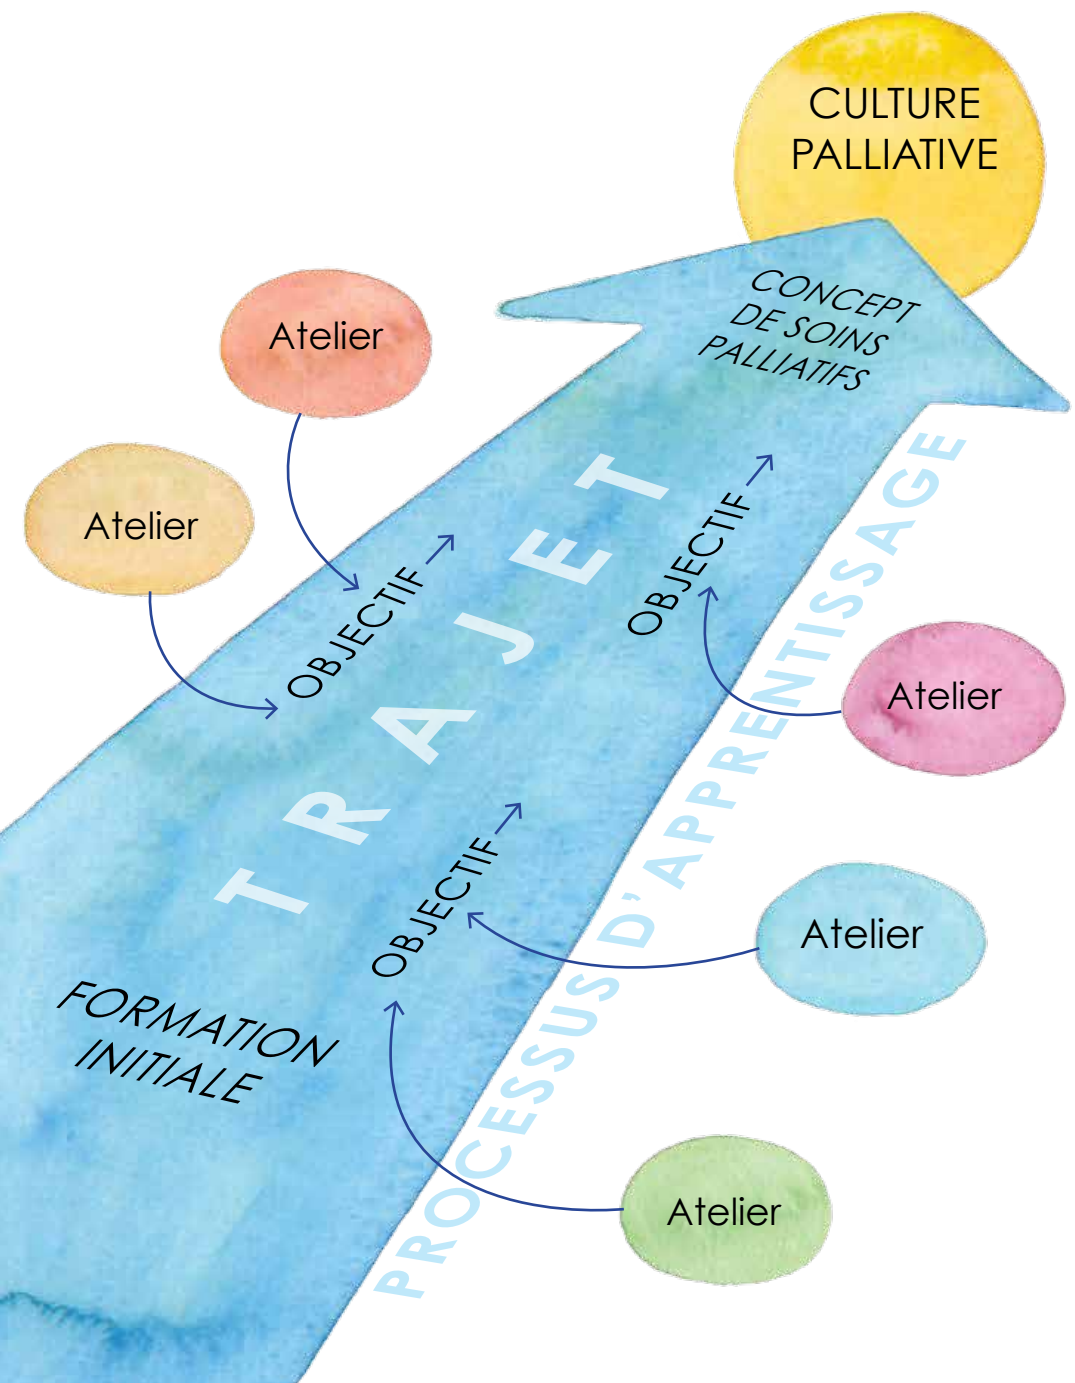 CULTURE
PALLIATIVE
CONCEPT
DE SOINS
PALLIATIFS
Atelier
Atelier
OBJECTIF
OBJECTIF
TRAJET
PROCESSUS D'APPRENTISSAGE
Atelier
OBJECTIF
Atelier
FORMATION
INITIALE
Atelier